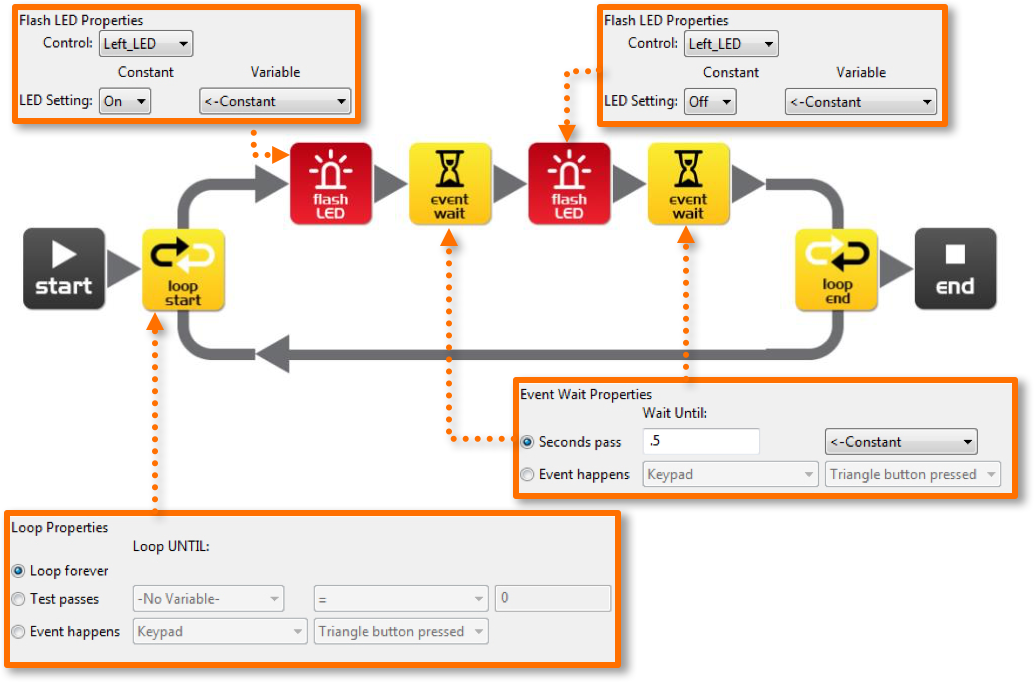 Flash LED Properties
Control: Left_LED
Constant Variable
LED Setting: On <-Constant
Flash LED Properties
Control: Left_LED
Constant Variable
LED Setting: Off <-Constant
flash
LED
event
wait
flash
LED
event
wait
start
loop
start
loop
end
end
Event Wait Properties
Wait Until:
Seconds pass .5 <-Constant
Event happens Keypad Triangle button pressed
Loop Properties
Loop UNTIL:
Loop forever
Test passes -No Variable- = 0
Event happens Keypad Triangle button pressed